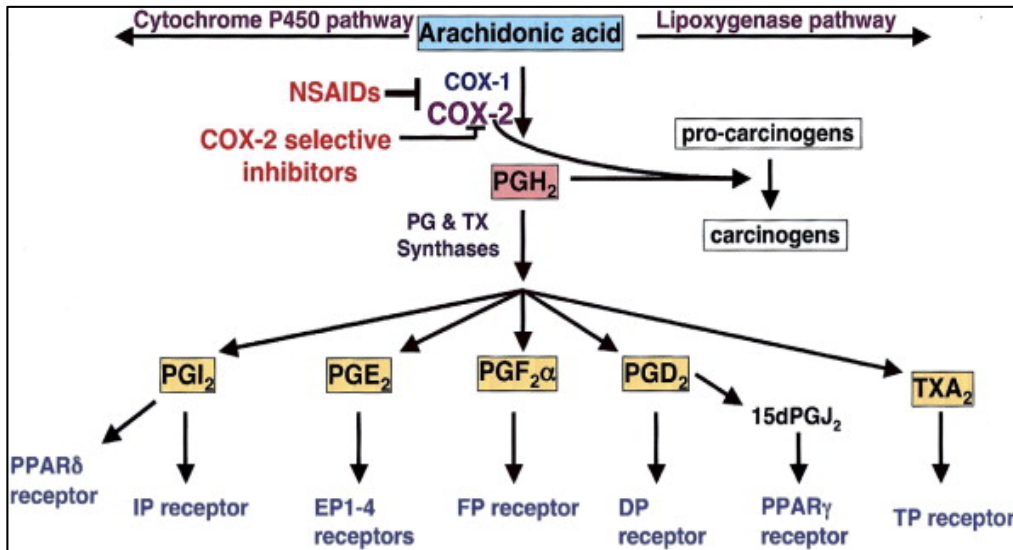 Cytochrome P450 pathway
Arachidonic acid
Lipoxygenase pathway
NSAIDs
COX-1
COX-2
COX-2 selective
inhibitors
pro-carcinogens
PGH₂
carcinogens
PG & TX
Synthases
PGI₂
PGE₂
PGF₂α
PGD₂
TXA₂
15dPGJ₂
PPARδ
receptor
IP receptor
EP1-4
receptors
FP receptor
DP
receptor
PPARγ
receptor
TP receptor